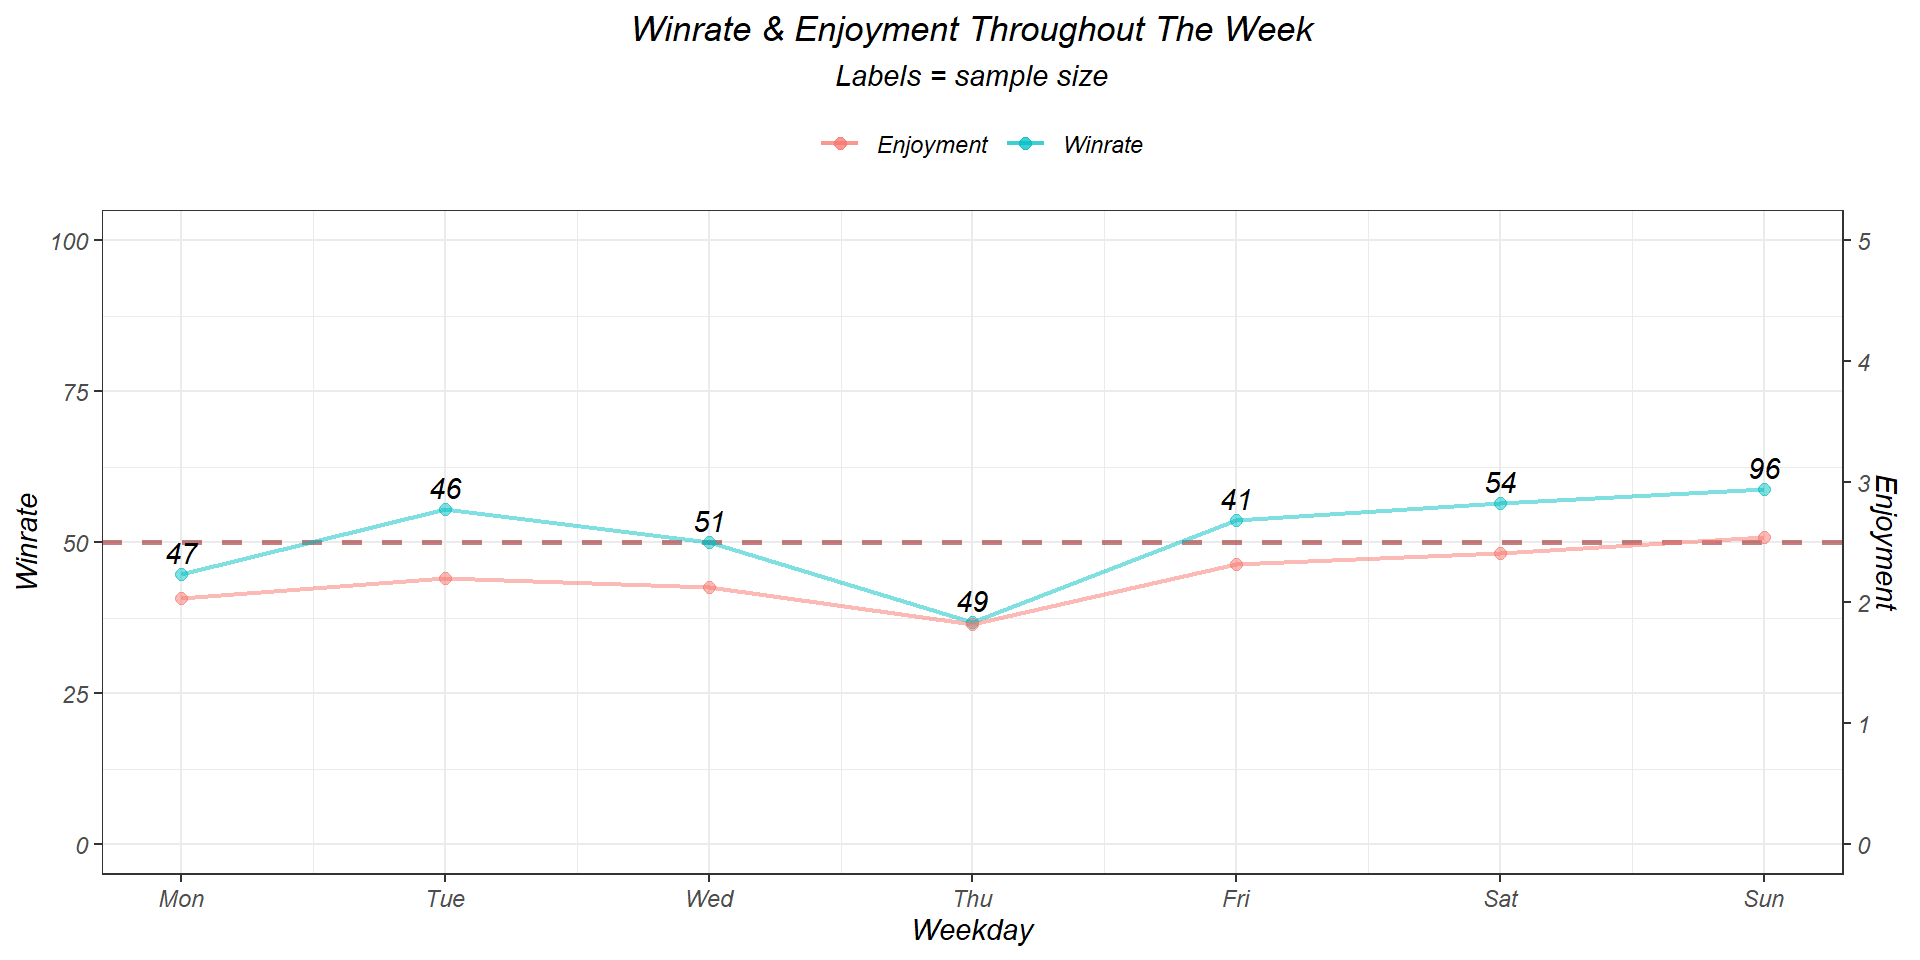 Winrate & Enjoyment Throughout The Week
Labels = sample size
Enjoyment Winrate
100
75
50
25
0
Winrate
47
46
51
49
41
54
96
5
4
3
2
1
0
Enjoyment
Mon Tue Wed Thu Fri Sat Sun
Weekday